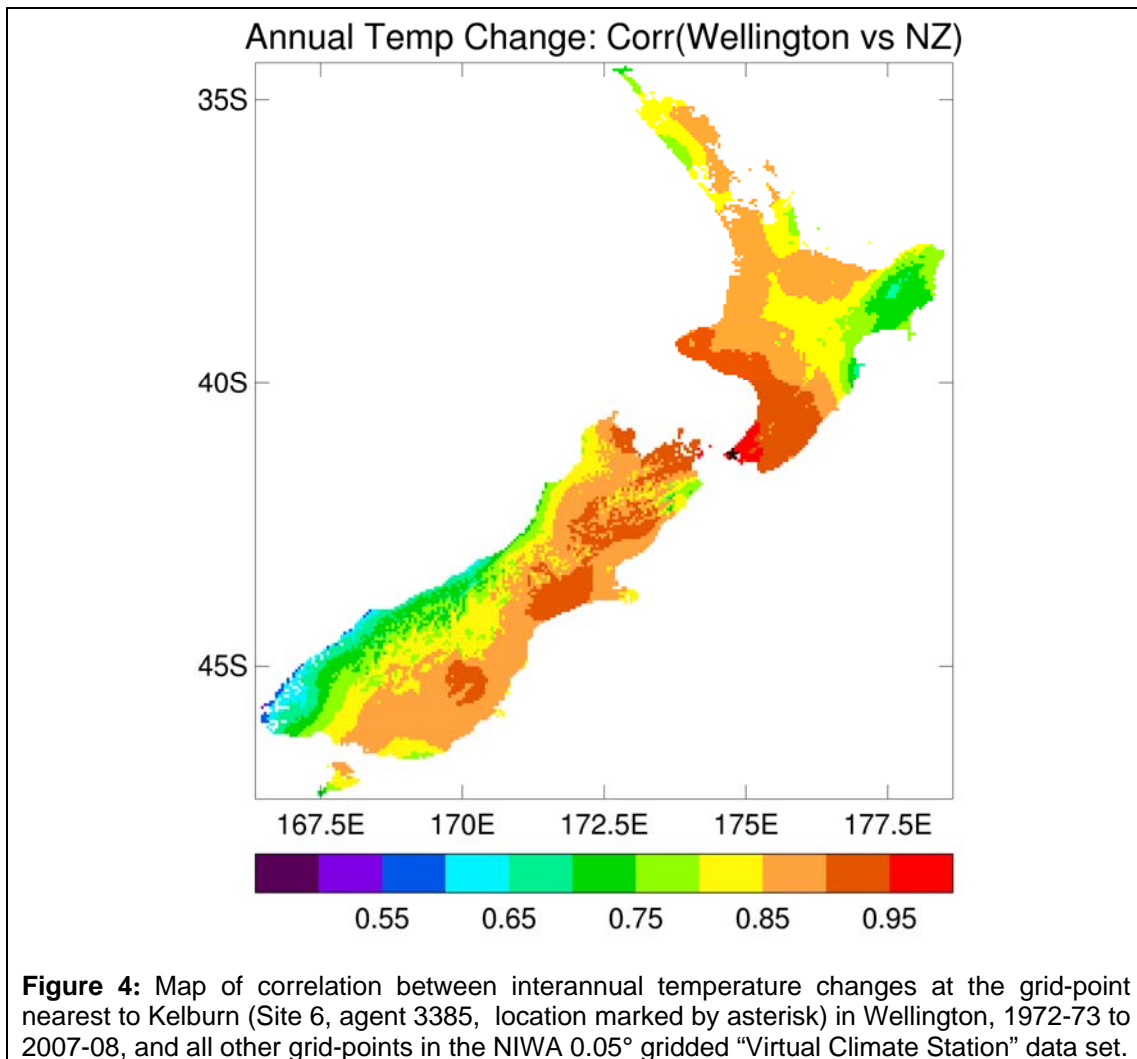 Annual Temp Change: Corr(Wellington vs NZ)
35S
40S
45S
167.5E 170E 172.5E 175E 177.5E
0.55 0.65 0.75 0.85 0.95
Figure 4: Map of correlation between interannual temperature changes at the grid-point
nearest to Kelburn (Site 6, agent 3385, location marked by asterisk) in Wellington, 1972-73 to
2007-08, and all other grid-points in the NIWA 0.05° gridded “Virtual Climate Station” data set.